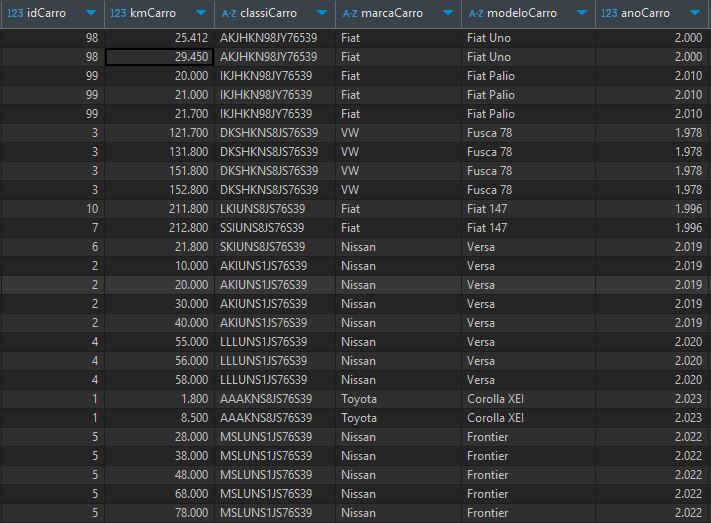 123 idCarro 123 kmCarro A-Z classiCarro A-Z marcaCarro A-Z modeloCarro 123 anoCarro
98 25.412 AKJHKN98JY76539 Fiat Fiat Uno 2.000
98 29.450 AKJHKN98JY76539 Fiat Fiat Uno 2.000
99 20.000 IKJHKN98JY76539 Fiat Fiat Palio 2.010
99 21.000 IKJHKN98JY76539 Fiat Fiat Palio 2.010
99 21.700 IKJHKN98JY76539 Fiat Fiat Palio 2.010
3 121.700 DKSHKNS8JS76S39 VW Fusca 78 1.978
3 131.800 DKSHKNS8JS76S39 VW Fusca 78 1.978
3 151.800 DKSHKNS8JS76S39 VW Fusca 78 1.978
3 152.800 DKSHKNS8JS76S39 VW Fusca 78 1.978
10 211.800 LKIUNS8JS76S39 Fiat Fiat 147 1.996
7 212.800 SSIUNS8JS76S39 Fiat Fiat 147 1.996
6 21.800 SKIUNS8JS76S39 Nissan Versa 2.019
2 10.000 AKIUNS1JS76S39 Nissan Versa 2.019
2 20.000 AKIUNS1JS76S39 Nissan Versa 2.019
2 30.000 AKIUNS1JS76S39 Nissan Versa 2.019
2 40.000 AKIUNS1JS76S39 Nissan Versa 2.019
4 55.000 LLLUNS1JS76S39 Nissan Versa 2.020
4 56.000 LLLUNS1JS76S39 Nissan Versa 2.020
4 58.000 LLLUNS1JS76S39 Nissan Versa 2.020
1 1.800 AAAKNS8JS76S39 Toyota Corolla XEI 2.023
1 8.500 AAAKNS8JS76S39 Toyota Corolla XEI 2.023
5 28.000 MSLUNS1JS76S39 Nissan Frontier 2.022
5 38.000 MSLUNS1JS76S39 Nissan Frontier 2.022
5 48.000 MSLUNS1JS76S39 Nissan Frontier 2.022
5 68.000 MSLUNS1JS76S39 Nissan Frontier 2.022
5 78.000 MSLUNS1JS76S39 Nissan Frontier 2.022